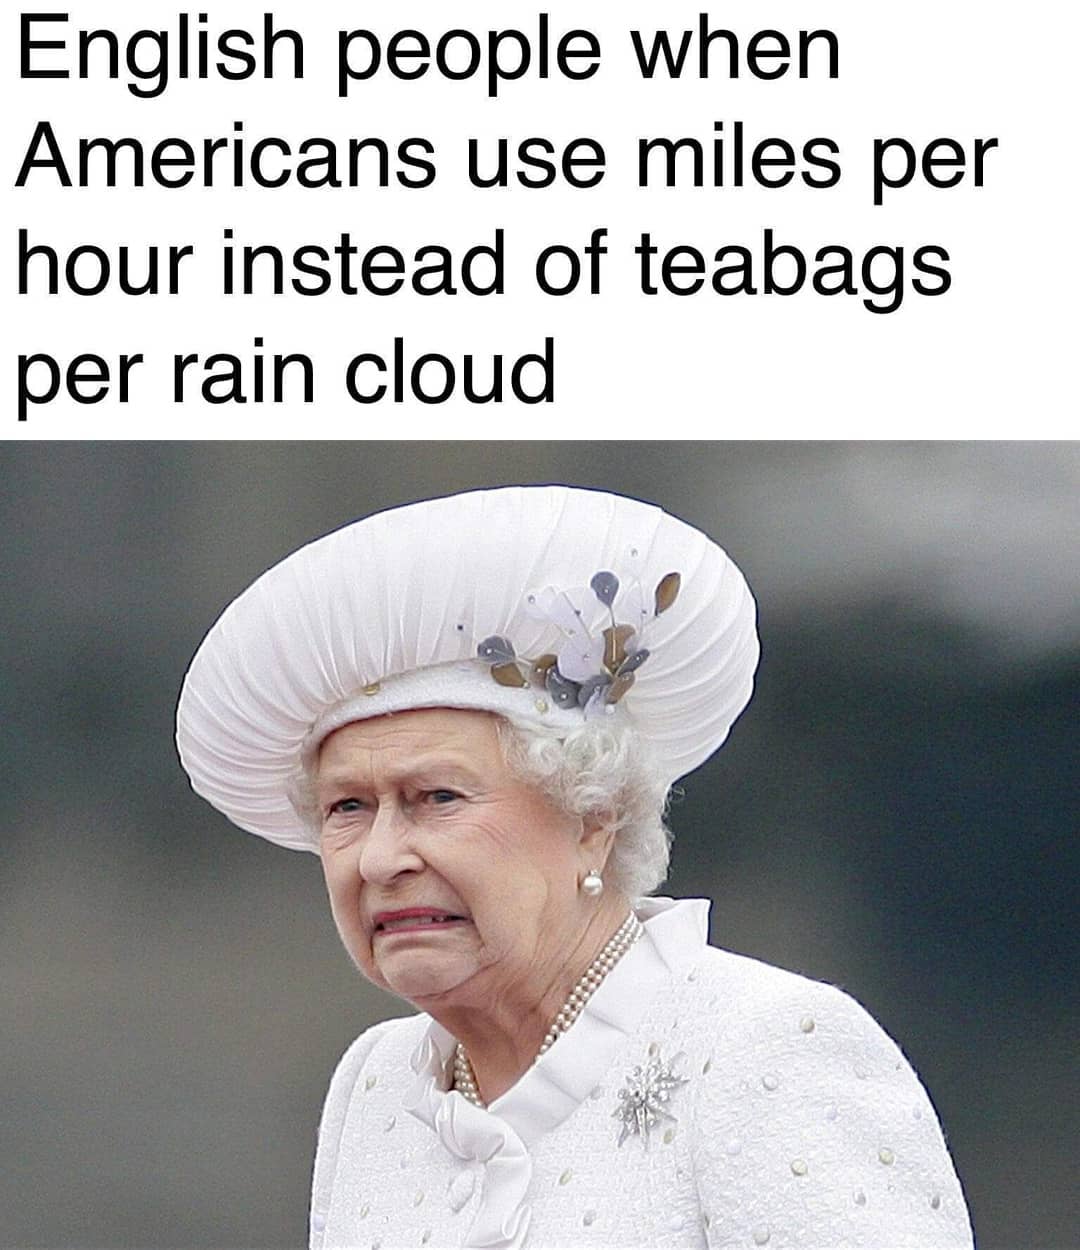 English people when
Americans use miles per
hour instead of teabags
per rain cloud